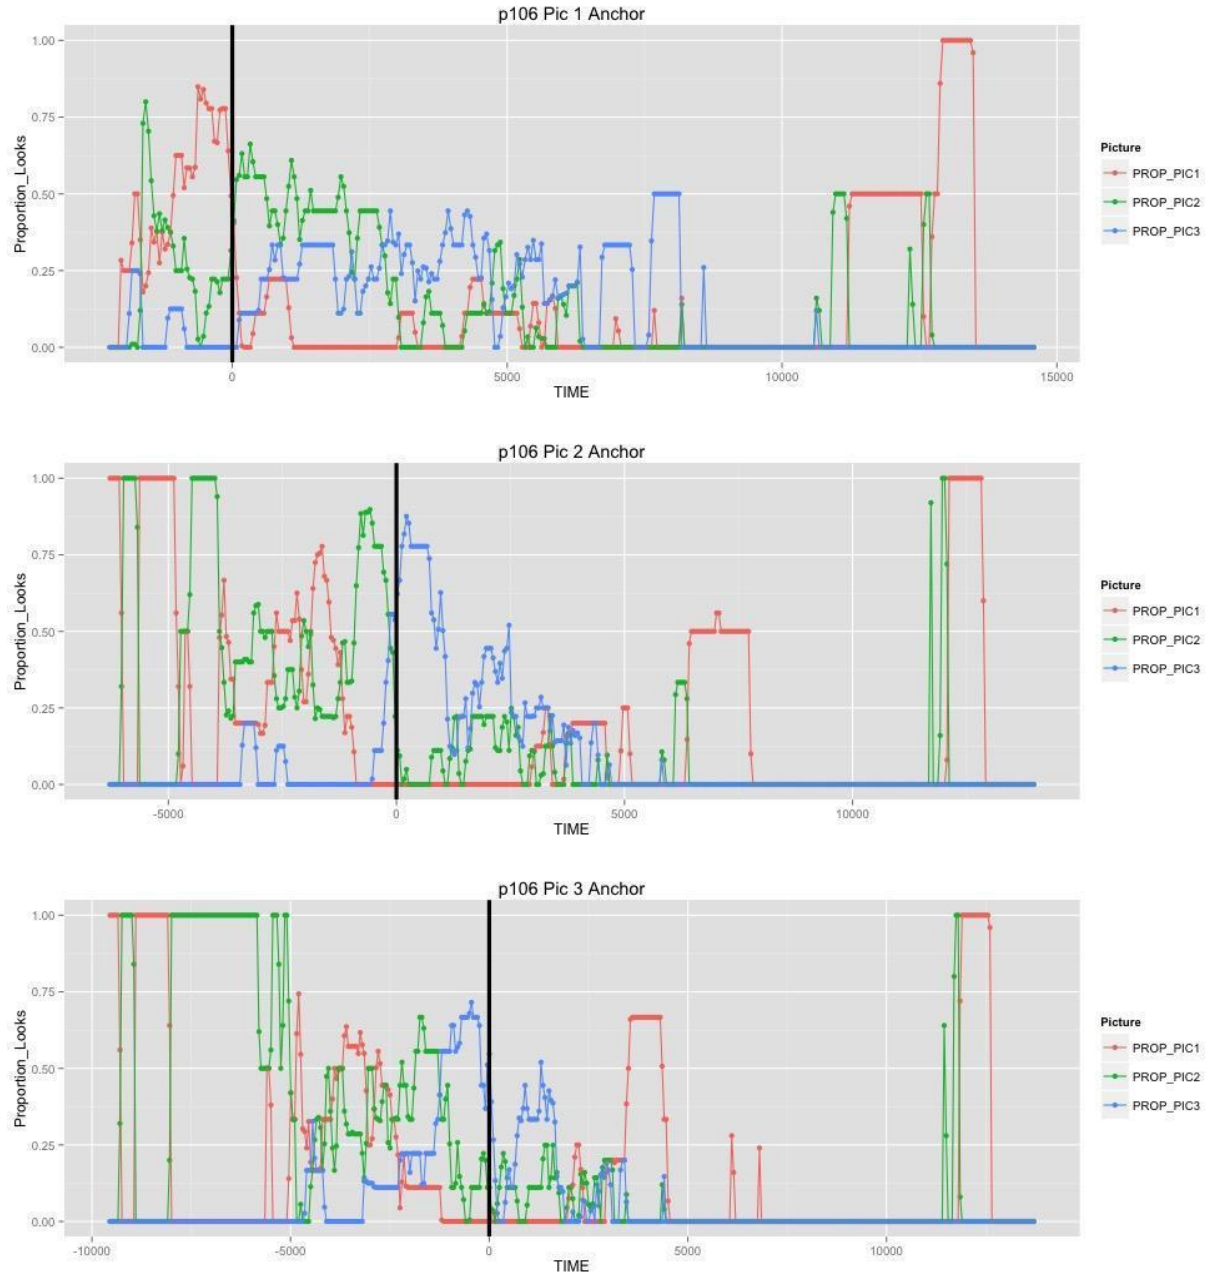 p106 Pic 1 Anchor
1.00
0.75
0.50
0.25
0.00
Proportion_Looks
0 5000 10000 15000
TIME
Picture
PROP_PIC1
PROP_PIC2
PROP_PIC3
p106 Pic 2 Anchor
1.00
0.75
0.50
0.25
0.00
Proportion_Looks
-5000 0 5000 10000
TIME
Picture
PROP_PIC1
PROP_PIC2
PROP_PIC3
p106 Pic 3 Anchor
1.00
0.75
0.50
0.25
0.00
Proportion_Looks
-10000 -5000 0 5000 10000
TIME
Picture
PROP_PIC1
PROP_PIC2
PROP_PIC3